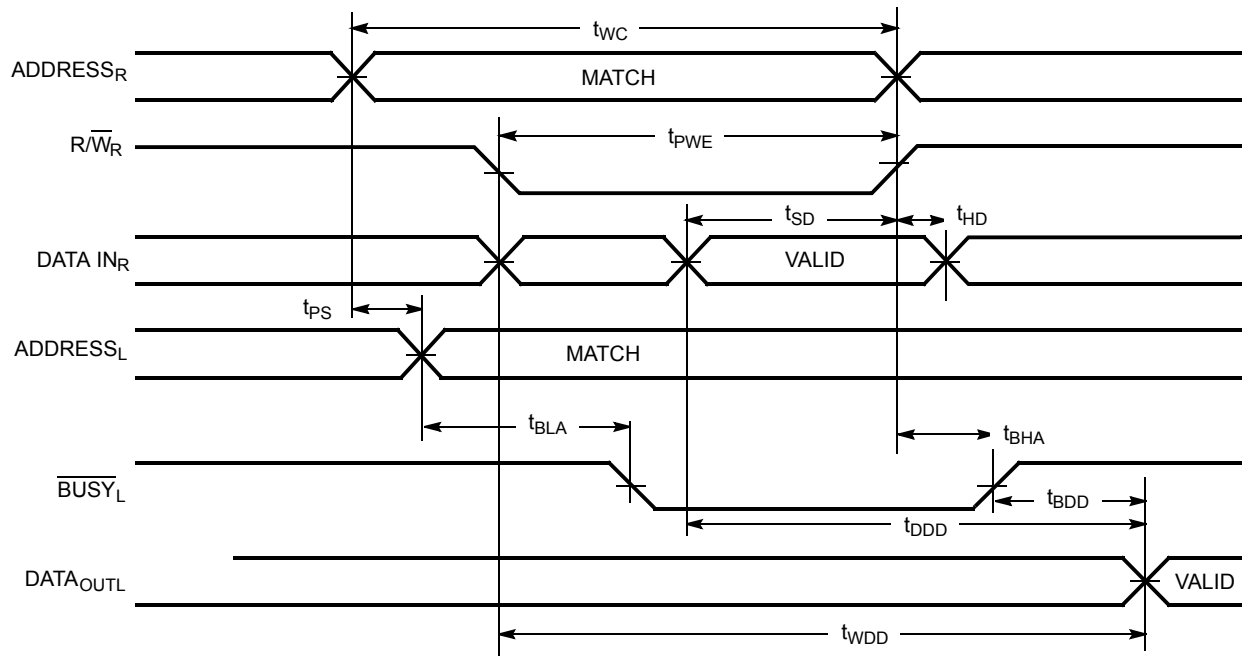 tWC
ADDRESSR
MATCH
R/W̅R
tPWE
tSD
tHD
DATA INR
VALID
tPS
ADDRESSL
MATCH
tBLA
tBHA
B̅U̅S̅Y̅L
tBDD
tDDD
DATAOUTL
VALID
tWDD